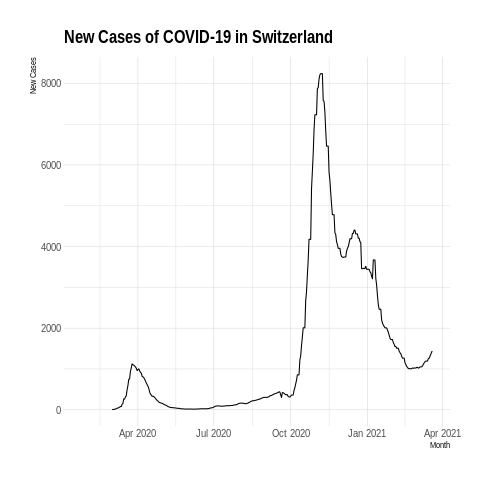 New Cases of COVID-19 in Switzerland
New Cases
8000
6000
4000
2000
0
Apr 2020 Jul 2020 Oct 2020 Jan 2021 Apr 2021
Month